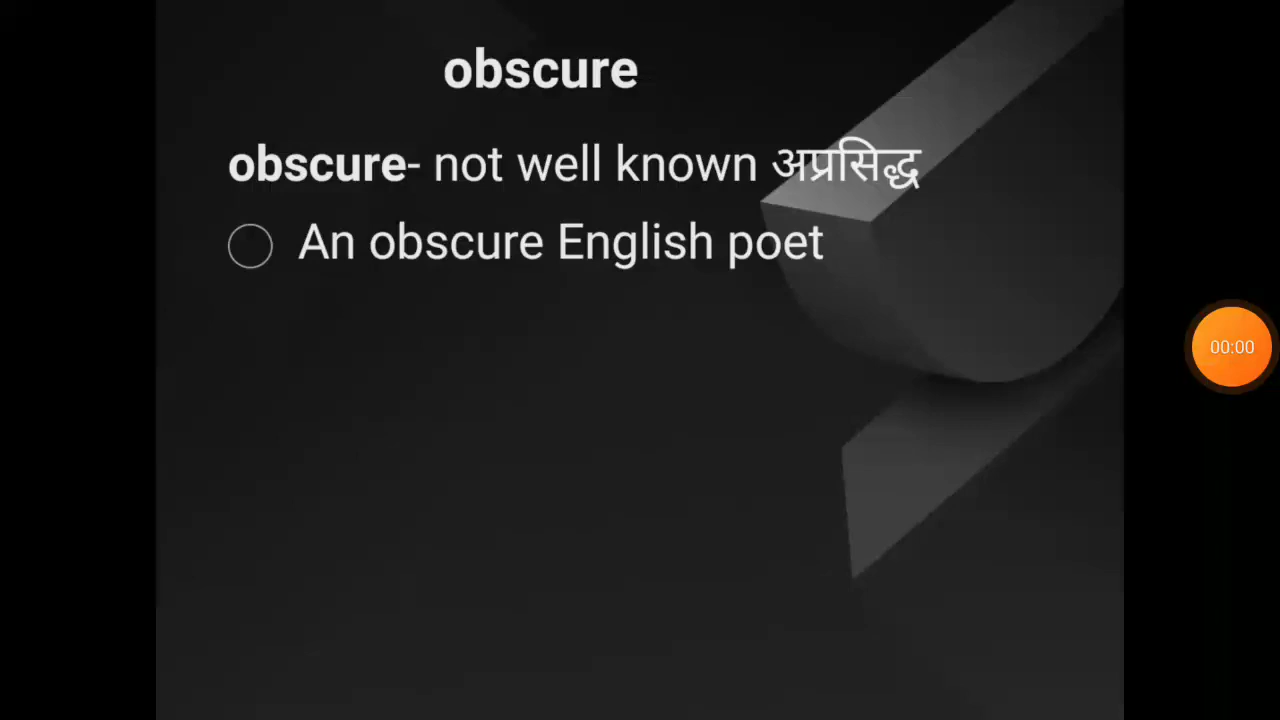 obscure
obscure- not well known अप्रसिद्ध
An obscure English poet
00:00